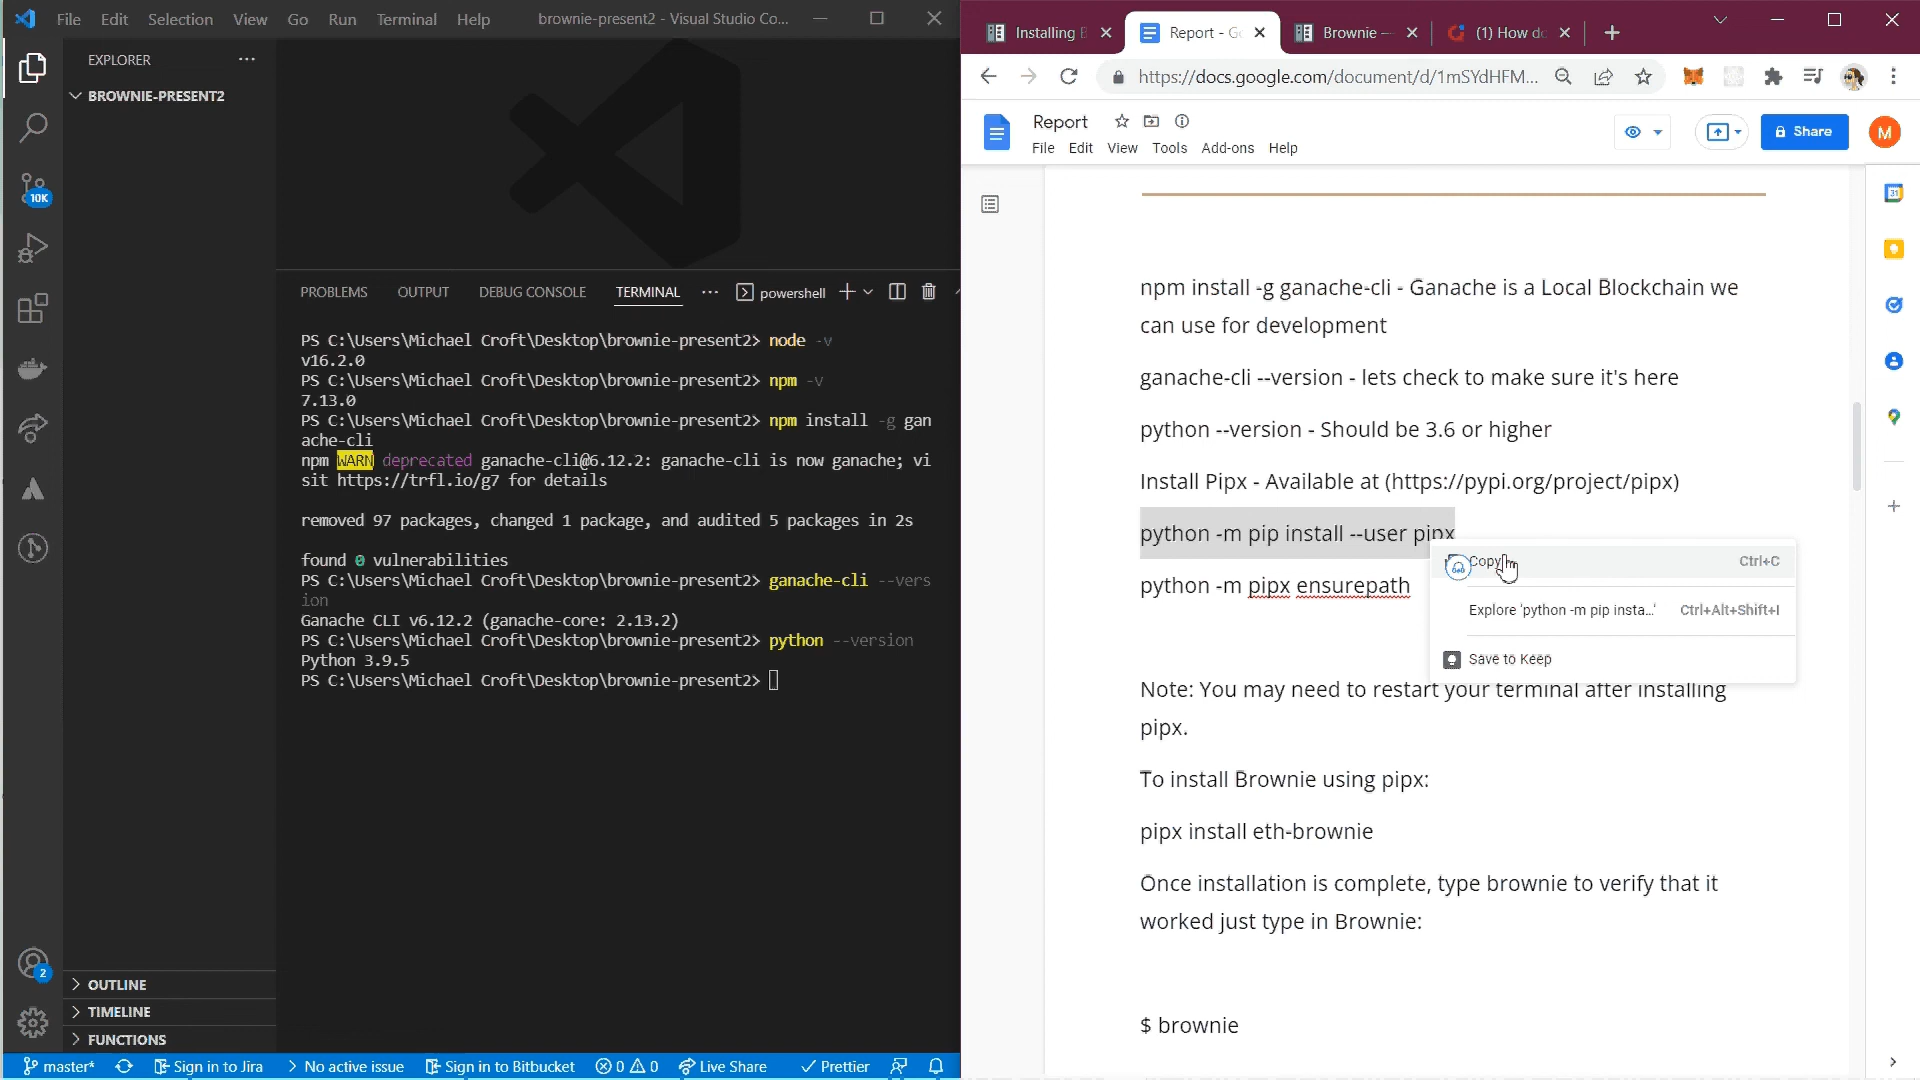 File Edit Selection View Go Run Terminal Help brownie-present2 - Visual Studio Co...
EXPLORER
BROWNIE-PRESENT2
10K
PROBLEMS OUTPUT DEBUG CONSOLE TERMINAL powershell
PS C:\Users\Michael Croft\Desktop\brownie-present2> node -v
v16.2.0
PS C:\Users\Michael Croft\Desktop\brownie-present2> npm -v
7.13.0
PS C:\Users\Michael Croft\Desktop\brownie-present2> npm install -g gan
ache-cli
npm WARN deprecated ganache-cli@6.12.2: ganache-cli is now ganache; vi
sit https://trfl.io/g7 for details
removed 97 packages, changed 1 package, and audited 5 packages in 2s
found 0 vulnerabilities
PS C:\Users\Michael Croft\Desktop\brownie-present2> ganache-cli --vers
ion
Ganache CLI v6.12.2 (ganache-core: 2.13.2)
PS C:\Users\Michael Croft\Desktop\brownie-present2> python --version
Python 3.9.5
PS C:\Users\Michael Croft\Desktop\brownie-present2>
2
OUTLINE
TIMELINE
FUNCTIONS
master* Sign in to Jira No active issue Sign in to Bitbucket 0 0 Live Share Prettier
Installing Report - Brownie — (1) How
https://docs.google.com/document/d/1mSYdHFM...
Report
File Edit View Tools Add-ons Help
Share
M
31
npm install -g ganache-cli - Ganache is a Local Blockchain we
can use for development
ganache-cli --version - lets check to make sure it's here
python --version - Should be 3.6 or higher
Install Pipx - Available at (https://pypi.org/project/pipx)
python -m pip install --user pipx
python -m pipx ensurepath
Copy Ctrl+C
Explore 'python -m pip insta...' Ctrl+Alt+Shift+I
Save to Keep
Note: You may need to restart your terminal after installing
pipx.
To install Brownie using pipx:
pipx install eth-brownie
Once installation is complete, type brownie to verify that it
worked just type in Brownie:
$ brownie